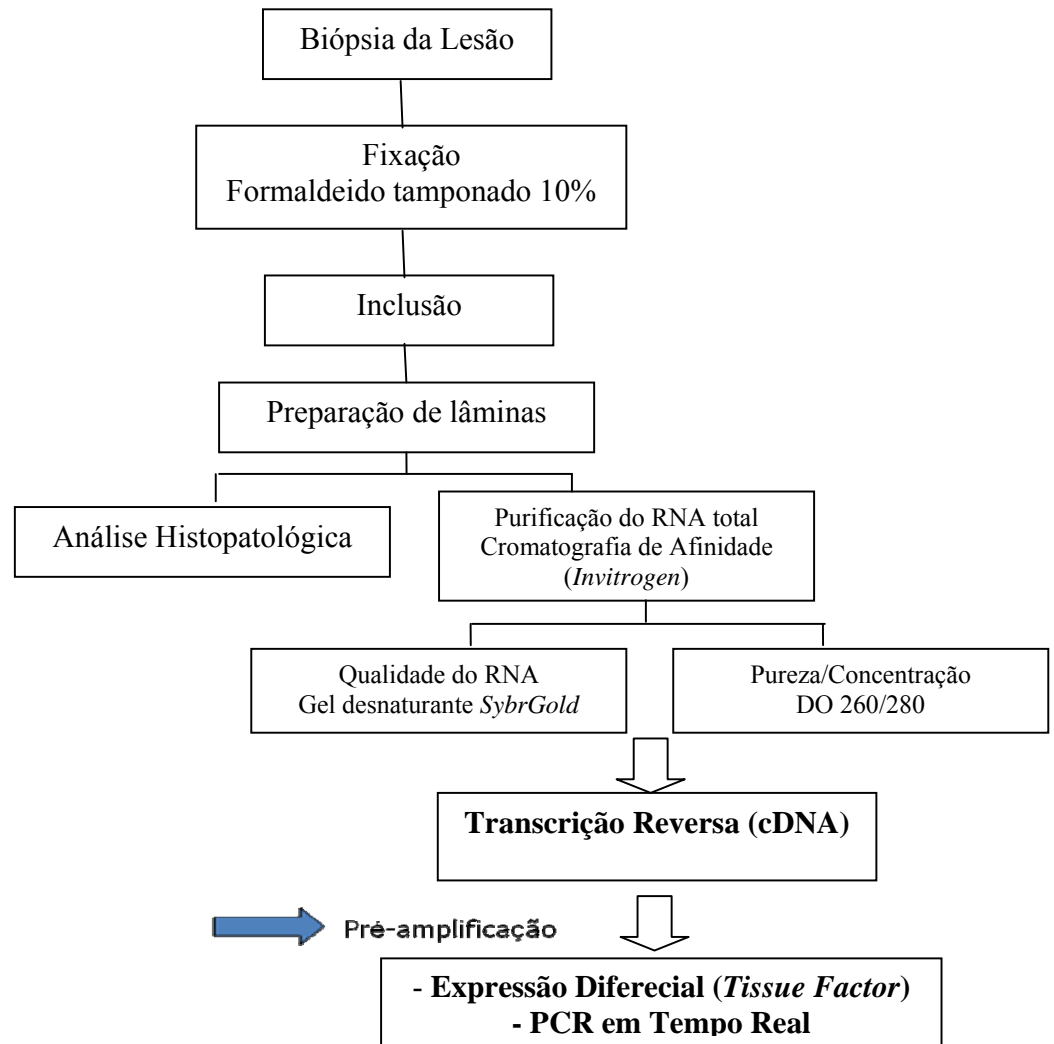 Biópsia da Lesão
Fixação
Formaldeido tamponado 10%
Inclusão
Preparação de lâminas
Análise Histopatológica
Purificação do RNA total
Cromatografia de Afinidade
(Invitrogen)
Qualidade do RNA
Gel desnaturante SybrGold
Pureza/Concentração
DO 260/280
Transcrição Reversa (cDNA)
Pré-amplificação
- Expressão Diferecial (Tissue Factor)
- PCR em Tempo Real